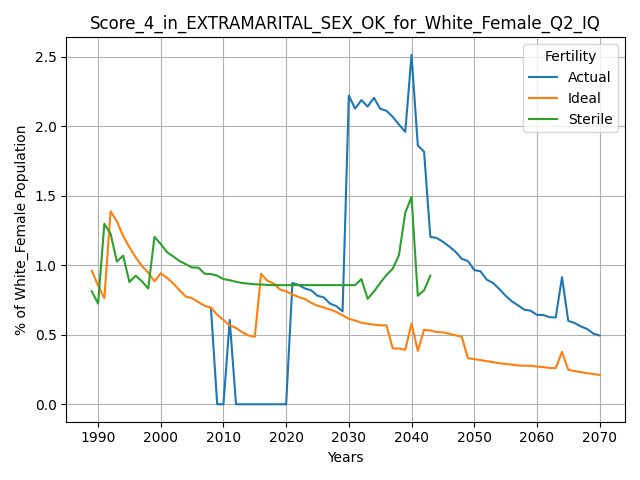 Score_4_in_EXTRAMARITAL_SEX_OK_for_White_Female_Q2_IQ
% of White_Female Population
2.5
2.0
1.5
1.0
0.5
0.0
Fertility
Actual
Ideal
Sterile
1990 2000 2010 2020 2030 2040 2050 2060 2070
Years